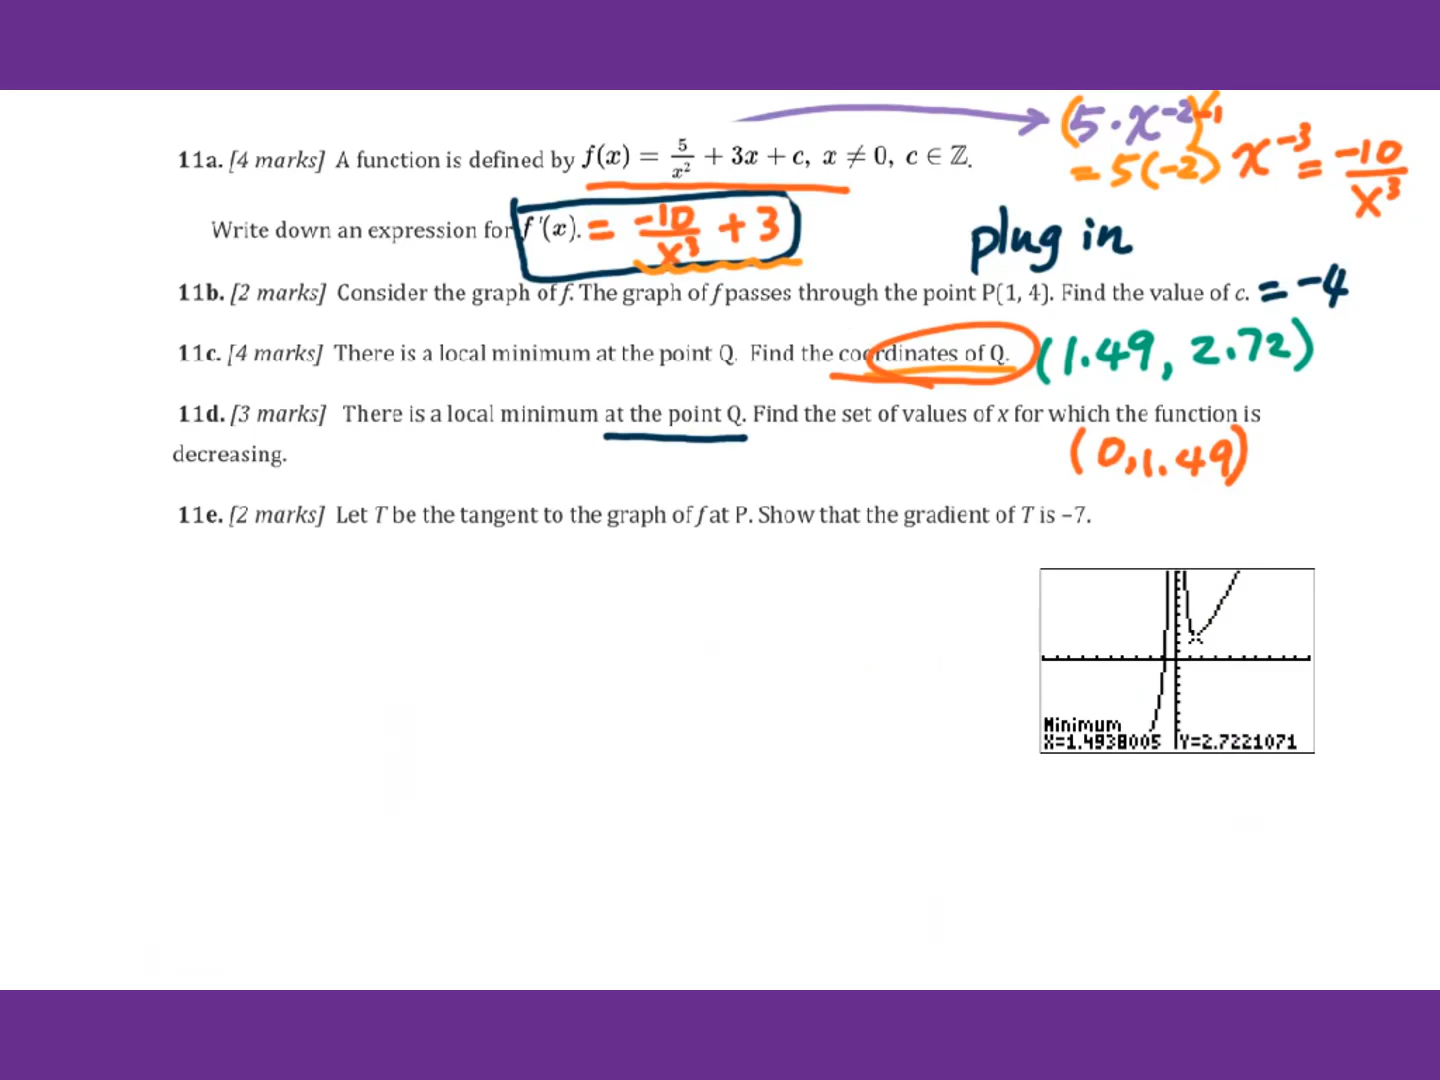 (5·x⁻²)⁻¹
11a. [4 marks] A function is defined by f(x) = 5/x² + 3x + c, x ≠ 0, c ∈ ℤ.
= 5(-2) x⁻³ = -10/x³
Write down an expression for f'(x). = -10/x³ + 3
plug in
11b. [2 marks] Consider the graph of f. The graph of f passes through the point P(1, 4). Find the value of c. = -4
11c. [4 marks] There is a local minimum at the point Q. Find the coordinates of Q. (1.49, 2.72)
11d. [3 marks] There is a local minimum at the point Q. Find the set of values of x for which the function is
decreasing.
(0,1.49)
11e. [2 marks] Let T be the tangent to the graph of f at P. Show that the gradient of T is –7.
Minimum
X=1.4938005 Y=2.7221071